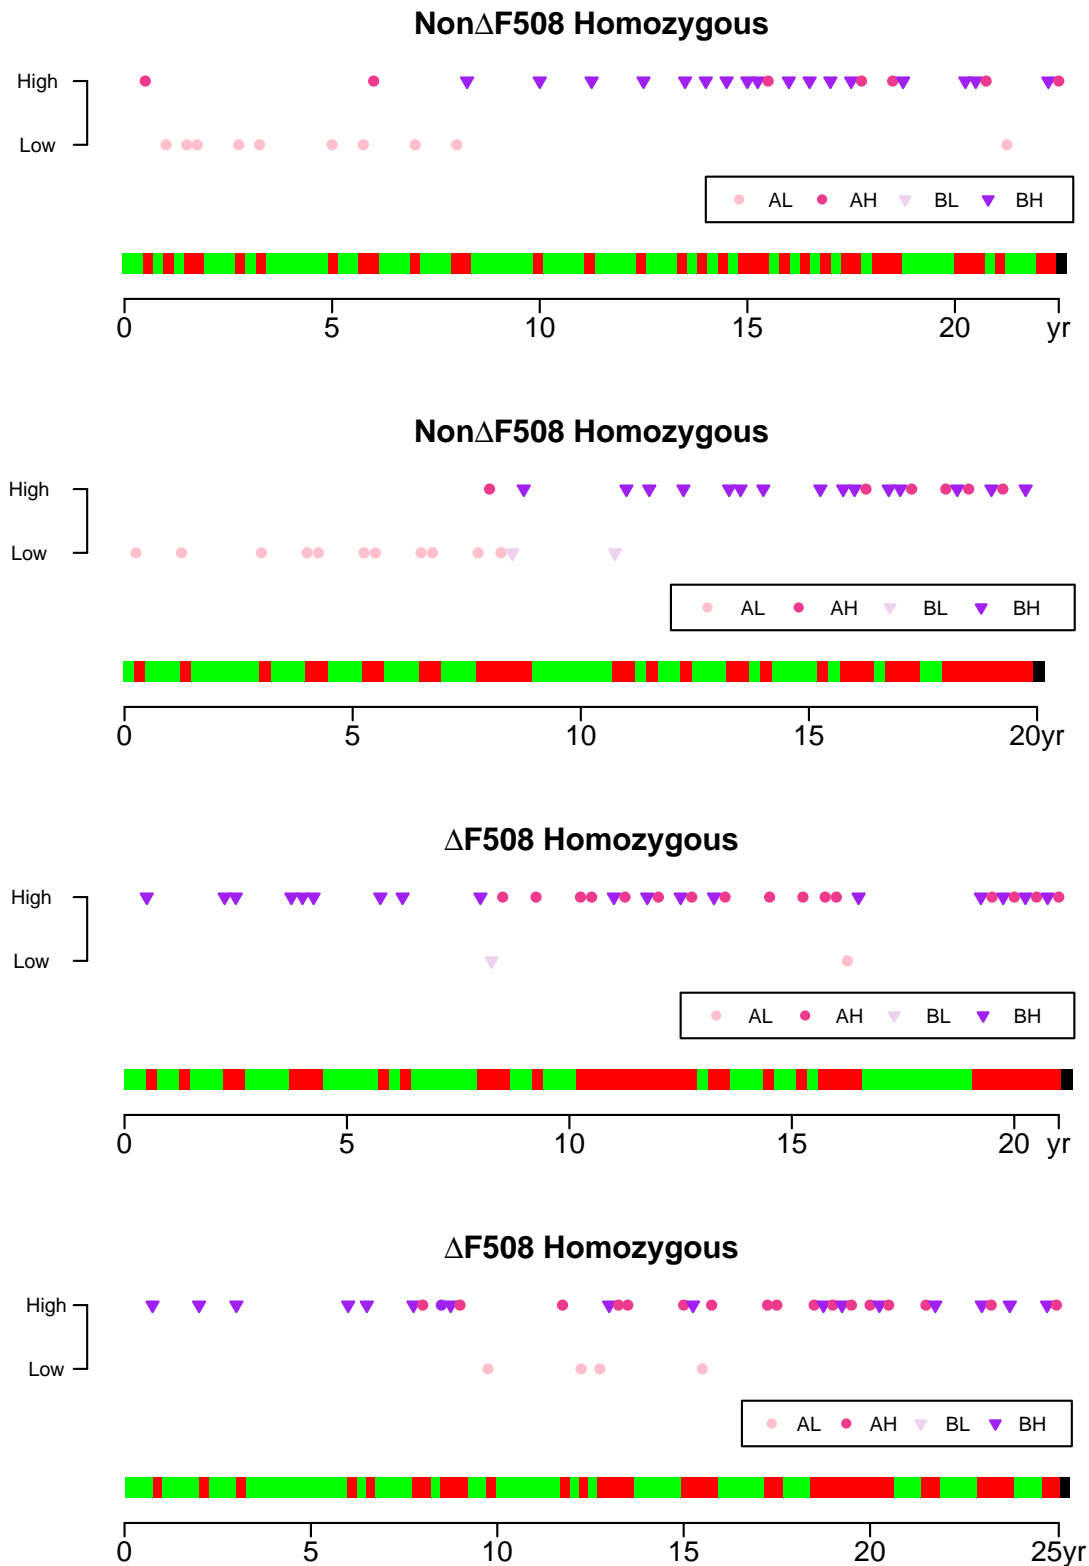 NonΔF508 Homozygous
High
Low
AL AH BL BH
0 5 10 15 20 yr
NonΔF508 Homozygous
High
Low
AL AH BL BH
0 5 10 15 20yr
ΔF508 Homozygous
High
Low
AL AH BL BH
0 5 10 15 20 yr
ΔF508 Homozygous
High
Low
AL AH BL BH
0 5 10 15 20 25yr